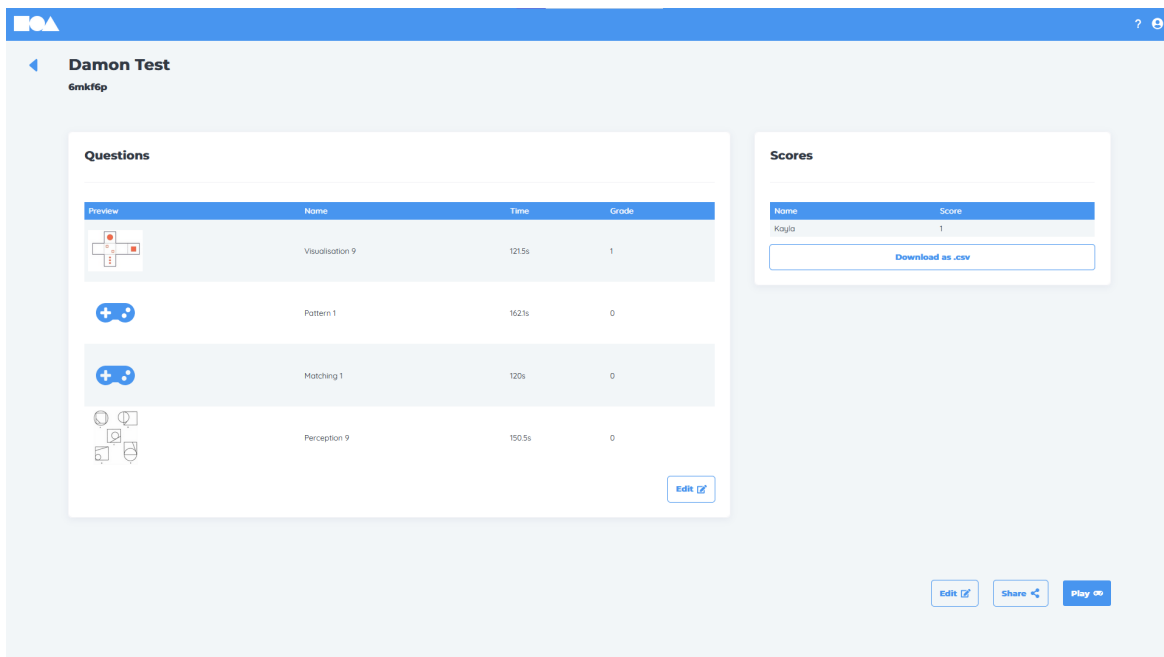 ?
Damon Test
6mkf6p
Questions
Preview Name Time Grade
Visualisation 9 121.5s 1
Pattern 1 162.1s 0
Matching 1 120s 0
Perception 9 150.5s 0
Edit
Scores
Name Score
Kayla 1
Download as .csv
Edit Share Play